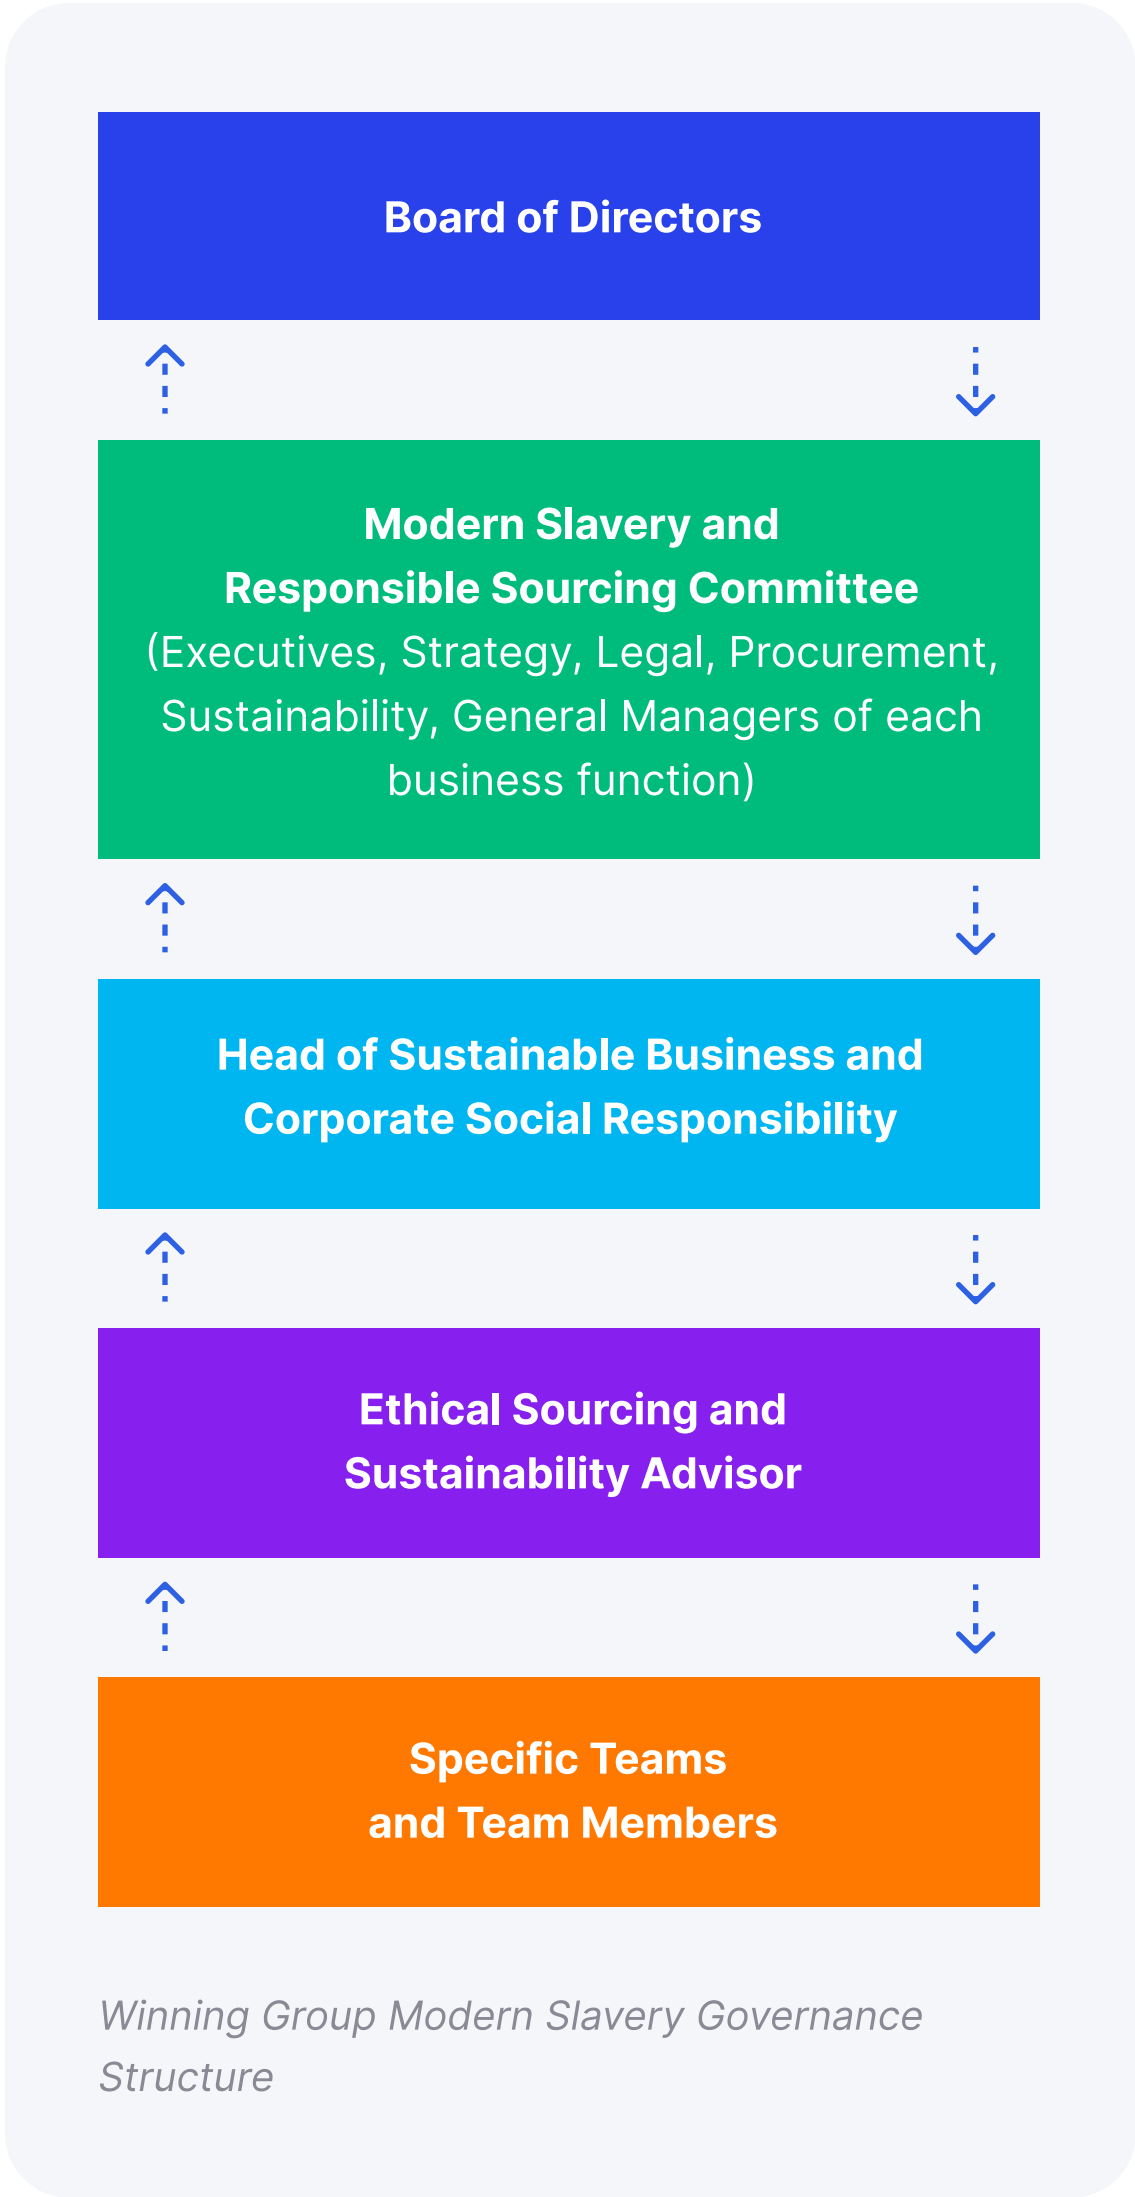 Board of Directors
Modern Slavery and
Responsible Sourcing Committee
(Executives, Strategy, Legal, Procurement,
Sustainability, General Managers of each
business function)
Head of Sustainable Business and
Corporate Social Responsibility
Ethical Sourcing and
Sustainability Advisor
Specific Teams
and Team Members
Winning Group Modern Slavery Governance
Structure